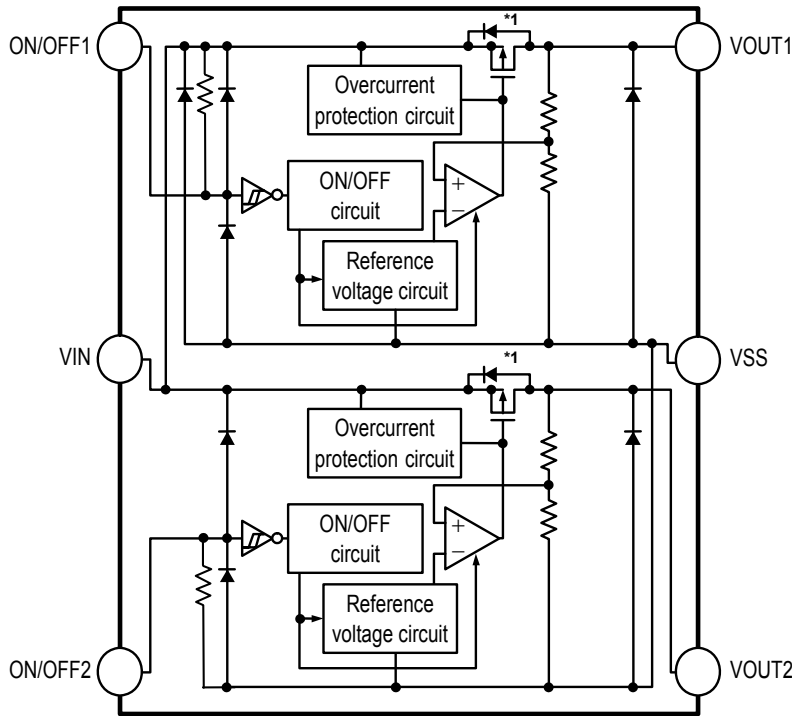 *1
ON/OFF1
VOUT1
Overcurrent
protection circuit
ON/OFF
circuit
+
−
Reference
voltage circuit
VIN
VSS
*1
Overcurrent
protection circuit
ON/OFF
circuit
+
−
Reference
voltage circuit
ON/OFF2
VOUT2